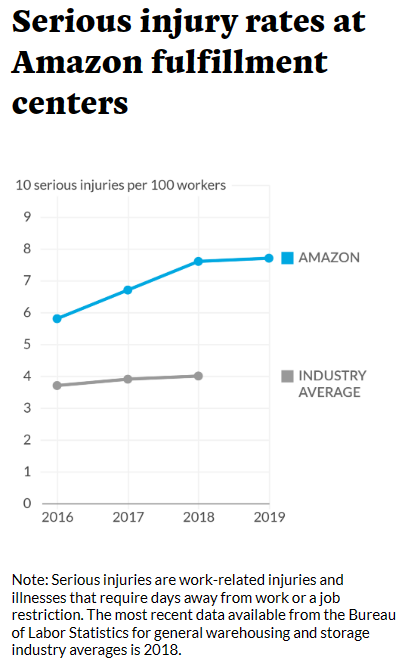 Serious injury rates at
Amazon fulfillment
centers
10 serious injuries per 100 workers
9
8
7
6
5
4
3
2
1
0
AMAZON
INDUSTRY
AVERAGE
2016 2017 2018 2019
Note: Serious injuries are work-related injuries and
illnesses that require days away from work or a job
restriction. The most recent data available from the Bureau
of Labor Statistics for general warehousing and storage
industry averages is 2018.